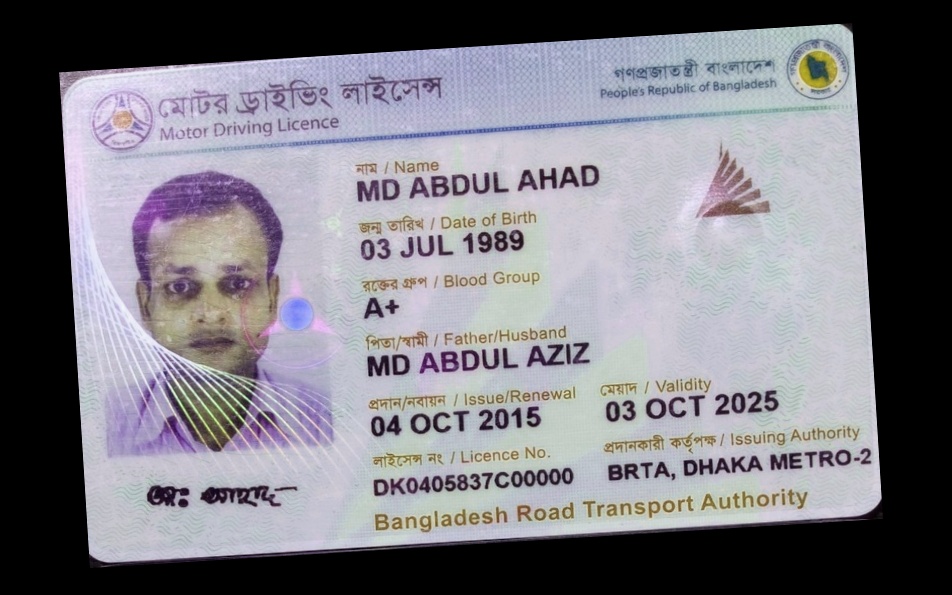 মোটর ড্রাইভিং লাইসেন্স
Motor Driving Licence
গণপ্রজাতন্ত্রী বাংলাদেশ
People's Republic of Bangladesh
নাম / Name
MD ABDUL AHAD
জন্ম তারিখ / Date of Birth
03 JUL 1989
রক্তের গ্রুপ / Blood Group
A+
পিতা/স্বামী / Father/Husband
MD ABDUL AZIZ
প্রদান/নবায়ন / Issue/Renewal
04 OCT 2015
মেয়াদ / Validity
03 OCT 2025
লাইসেন্স নং / Licence No.
DK0405837C00000
প্রদানকারী কর্তৃপক্ষ / Issuing Authority
BRTA, DHAKA METRO-2
Bangladesh Road Transport Authority